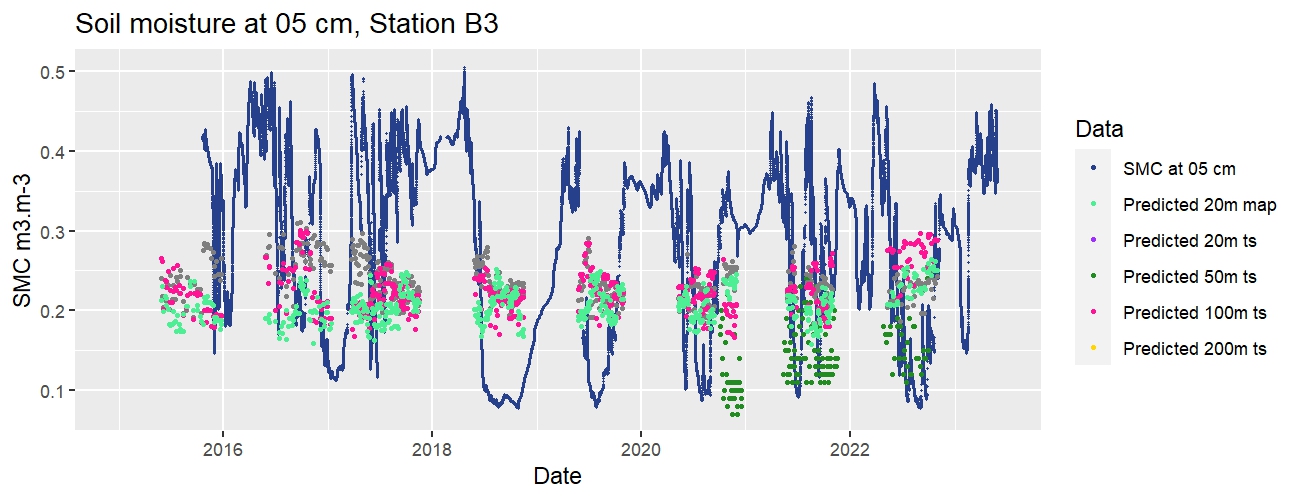 Soil moisture at 05 cm, Station B3
SMC m3.m-3
0.5
0.4
0.3
0.2
0.1
2016
2018
2020
2022
Date
Data
SMC at 05 cm
Predicted 20m map
Predicted 20m ts
Predicted 50m ts
Predicted 100m ts
Predicted 200m ts